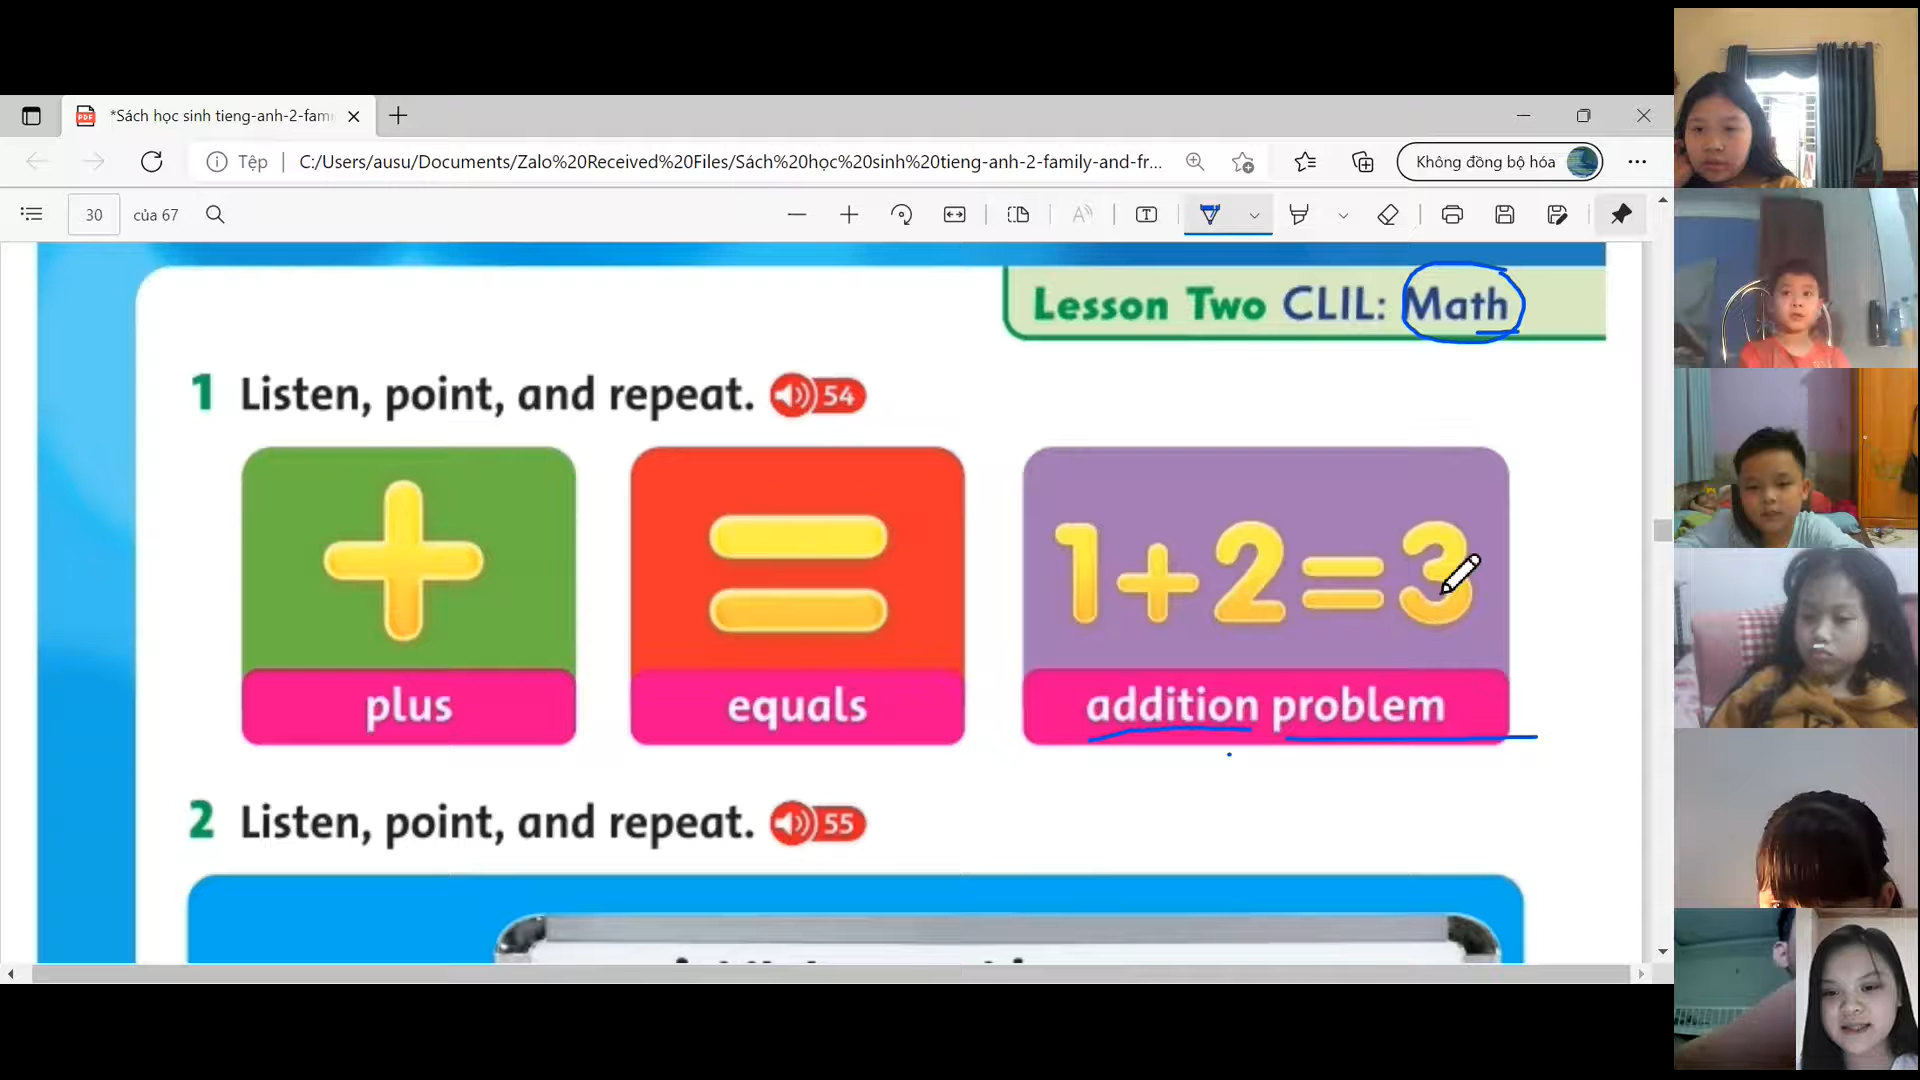 *Sách học sinh tieng-anh-2-fami
Tệp C:/Users/ausu/Documents/Zalo%20Received%20Files/Sách%20học%20sinh%20tieng-anh-2-family-and-fr... Không đồng bộ hóa
30 của 67
Lesson Two CLIL: Math
1 Listen, point, and repeat. 54
+ = 1+2=3
plus equals addition problem
2 Listen, point, and repeat. 55